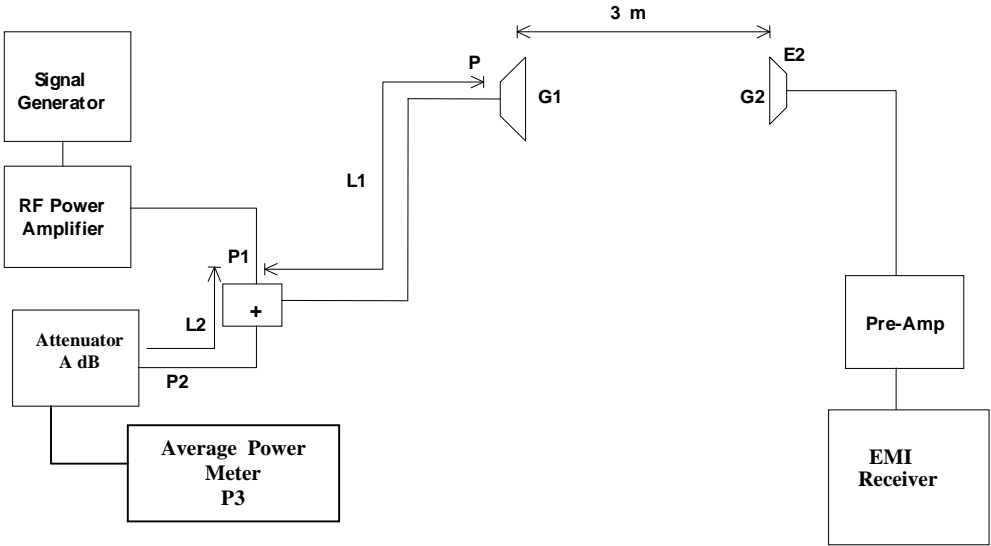 3 m
P
E2
Signal
Generator
G1
G2
L1
RF Power
Amplifier
P1
+
L2
Attenuator
A dB
P2
Pre-Amp
Average Power
Meter
P3
EMI
Receiver